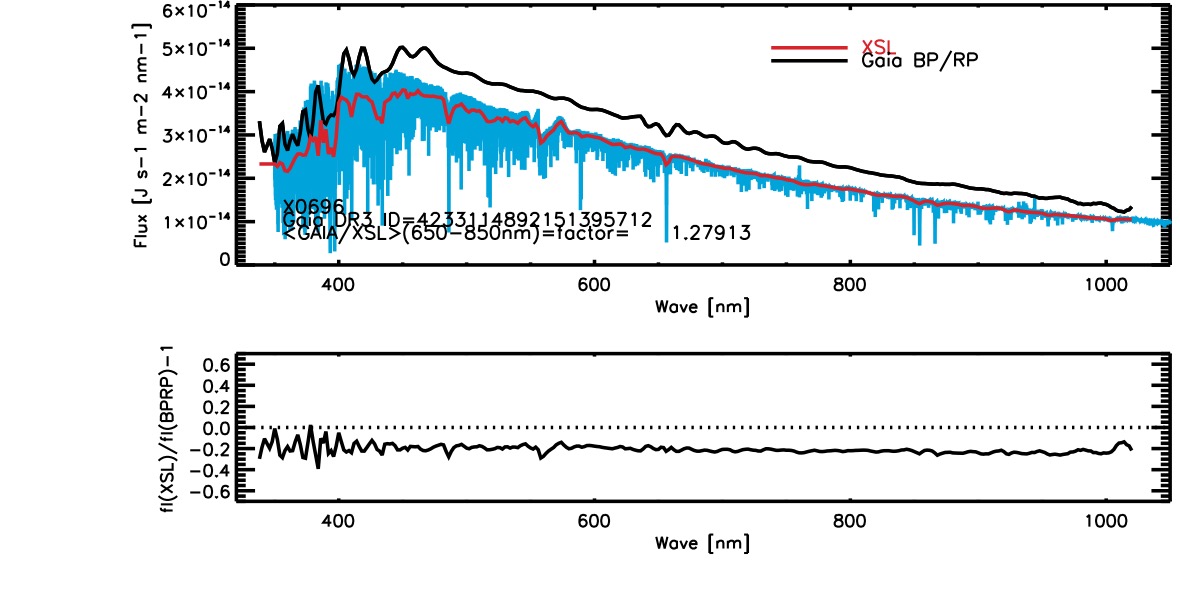 6×10−14
5×10−14
4×10−14
3×10−14
2×10−14
1×10−14
0
Flux [J s−1 m−2 nm−1]
XSL
Gaia BP/RP
X0696
Gaia DR3 ID=4233114892151395712
<GAIA/XSL>(650−850nm)=factor= 1.27913
400 600 800 1000
Wave [nm]
0.6
0.4
0.2
0.0
−0.2
−0.4
−0.6
fl(XSL)/fl(BPRP)−1
400 600 800 1000
Wave [nm]